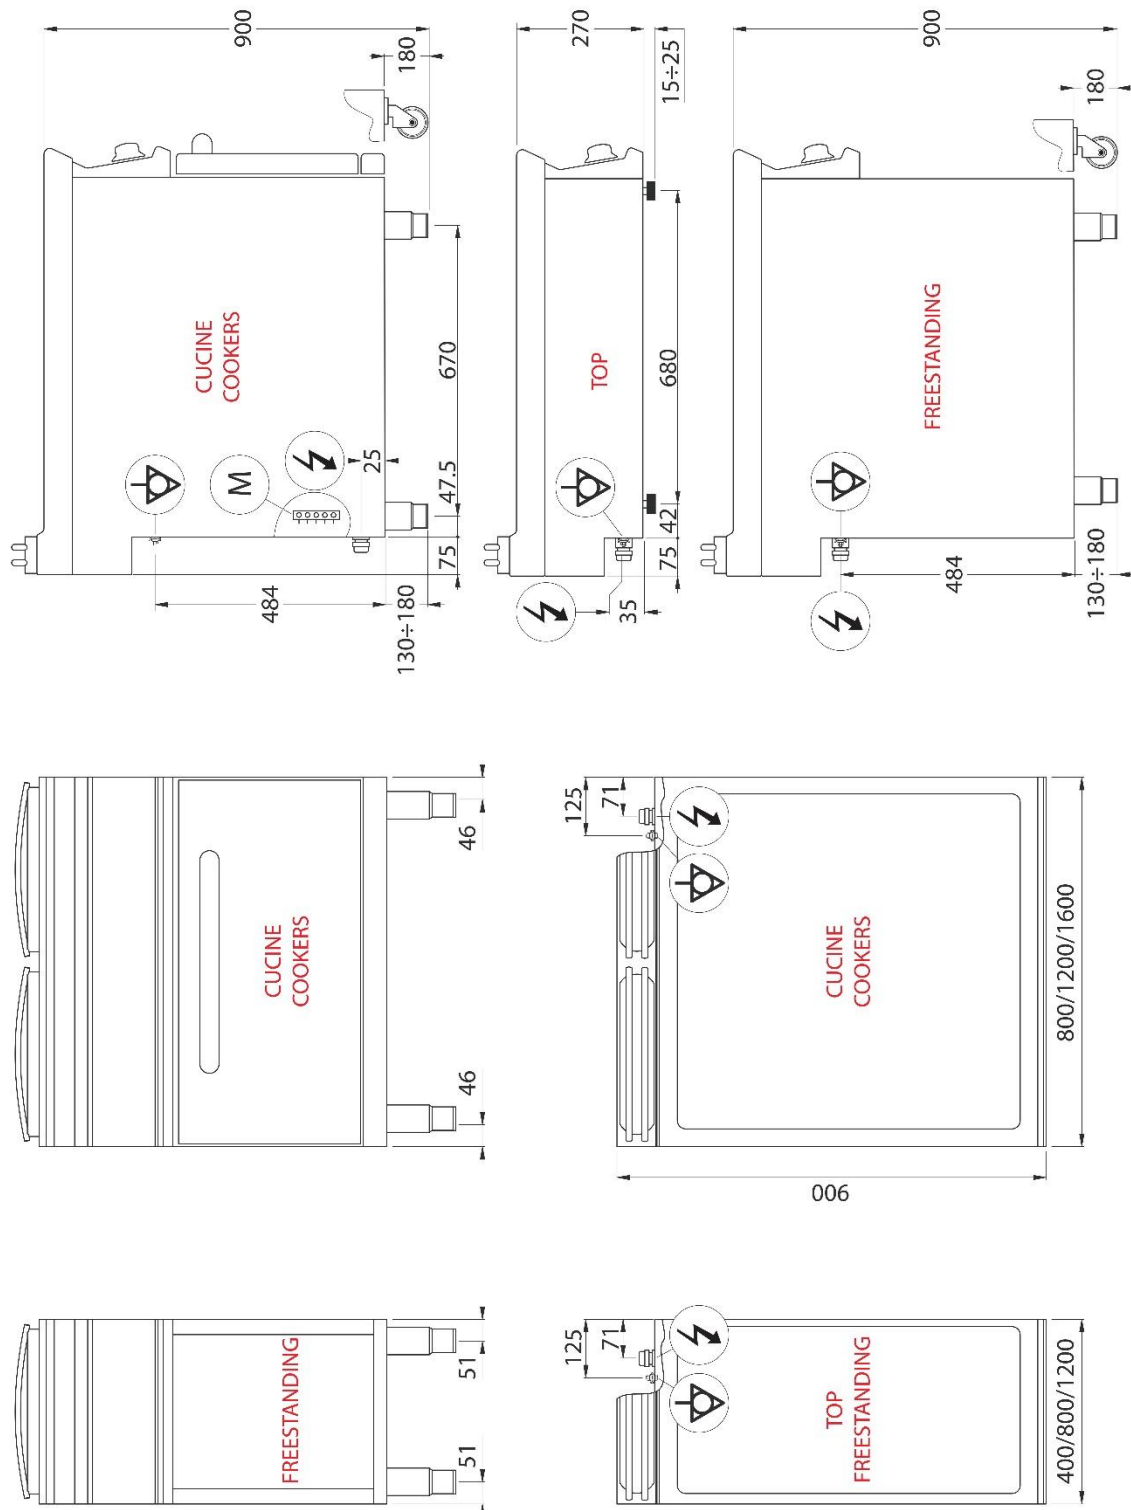 FREESTANDING
51
51
CUCINE
COOKERS
46
46
CUCINE
COOKERS
M
484
25
130÷180
75
47.5
670
180
900
125
71
TOP
FREESTANDING
400/800/1200
125
71
CUCINE
COOKERS
900
800/1200/1600
TOP
35
75
42
680
270
15÷25
FREESTANDING
484
130÷180
180
900